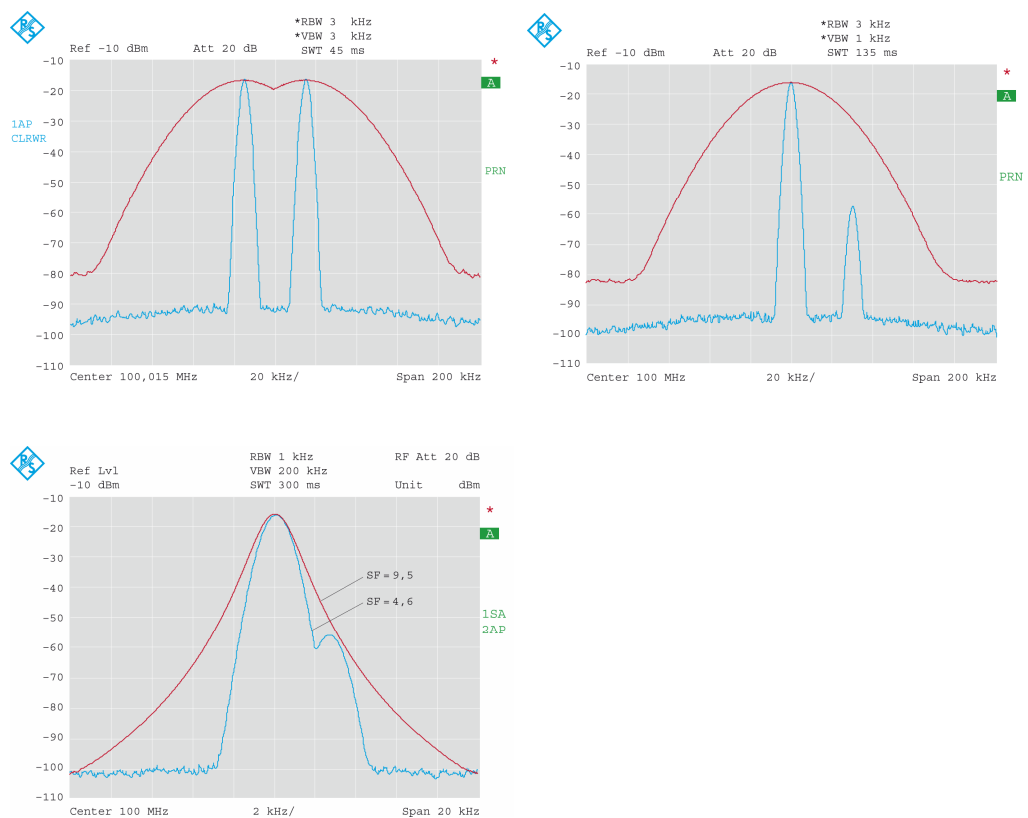 R&S
*RBW 3 kHz
*VBW 3 kHz
Ref -10 dBm Att 20 dB SWT 45 ms
-10
*
A
-20
-30
1AP
CLRWR
-40
PRN
-50
-60
-70
-80
-90
-100
-110
Center 100,015 MHz 20 kHz/ Span 200 kHz
R&S
*RBW 3 kHz
*VBW 1 kHz
Ref -10 dBm Att 20 dB SWT 135 ms
-10
*
A
-20
-30
-40
PRN
-50
-60
-70
-80
-90
-100
-110
Center 100 MHz 20 kHz/ Span 200 kHz
R&S
RBW 1 kHz RF Att 20 dB
Ref Lvl VBW 200 kHz
-10 dBm SWT 300 ms Unit dBm
-10
*
-20
A
-30
SF = 9,5
-40
SF = 4,6
-50
1SA
2AP
-60
-70
-80
-90
-100
-110
Center 100 MHz 2 kHz/ Span 20 kHz